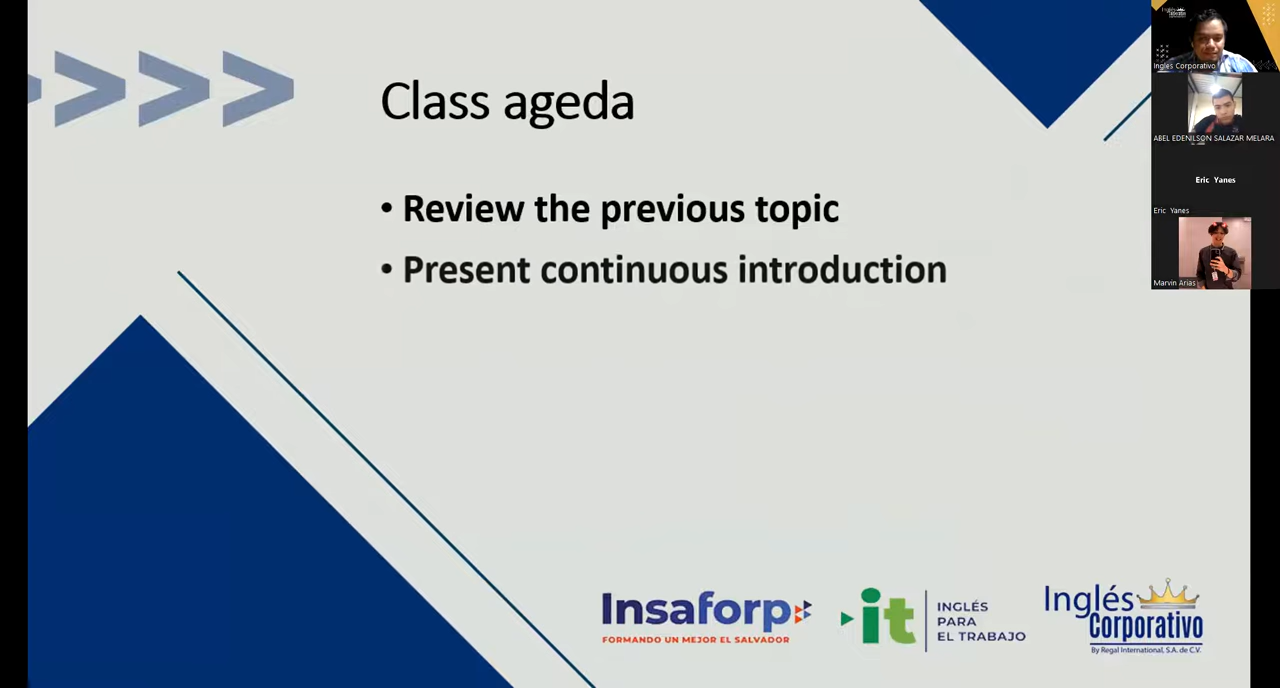 Class ageda
• Review the previous topic
• Present continuous introduction
Insaforp
FORMANDO UN MEJOR EL SALVADOR
it
INGLÉS
PARA
EL TRABAJO
Inglés
Corporativo
By Regal International, S.A. de C.V.
Inglés Corporativo
ABEL EDENILSON SALAZAR MELARA
Eric Yanes
Eric Yanes
Marvin Arias